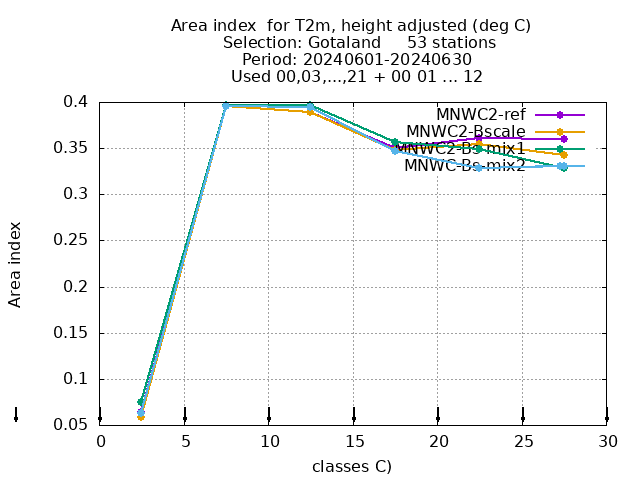 Area index  for T2m, height adjusted (deg C)
Selection: Gotaland     53 stations
Period: 20240601-20240630
Used 00,03,...,21 + 00 01 ... 12
MNWC2-ref
MNWC2-Bscale
MNWC2-Bs-mix1
MNWC-Bs-mix2
0.4
0.35
0.3
0.25
0.2
0.15
0.1
0.05
Area index
0 5 10 15 20 25 30
classes C)